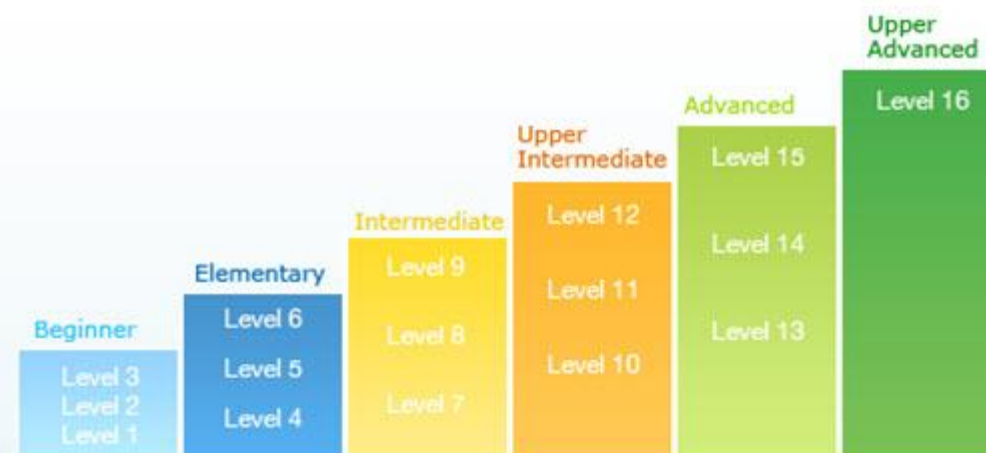 Beginner
Level 3
Level 2
Level 1
Elementary
Level 6
Level 5
Level 4
Intermediate
Level 9
Level 8
Level 7
Upper
Intermediate
Level 12
Level 11
Level 10
Advanced
Level 15
Level 14
Level 13
Upper
Advanced
Level 16